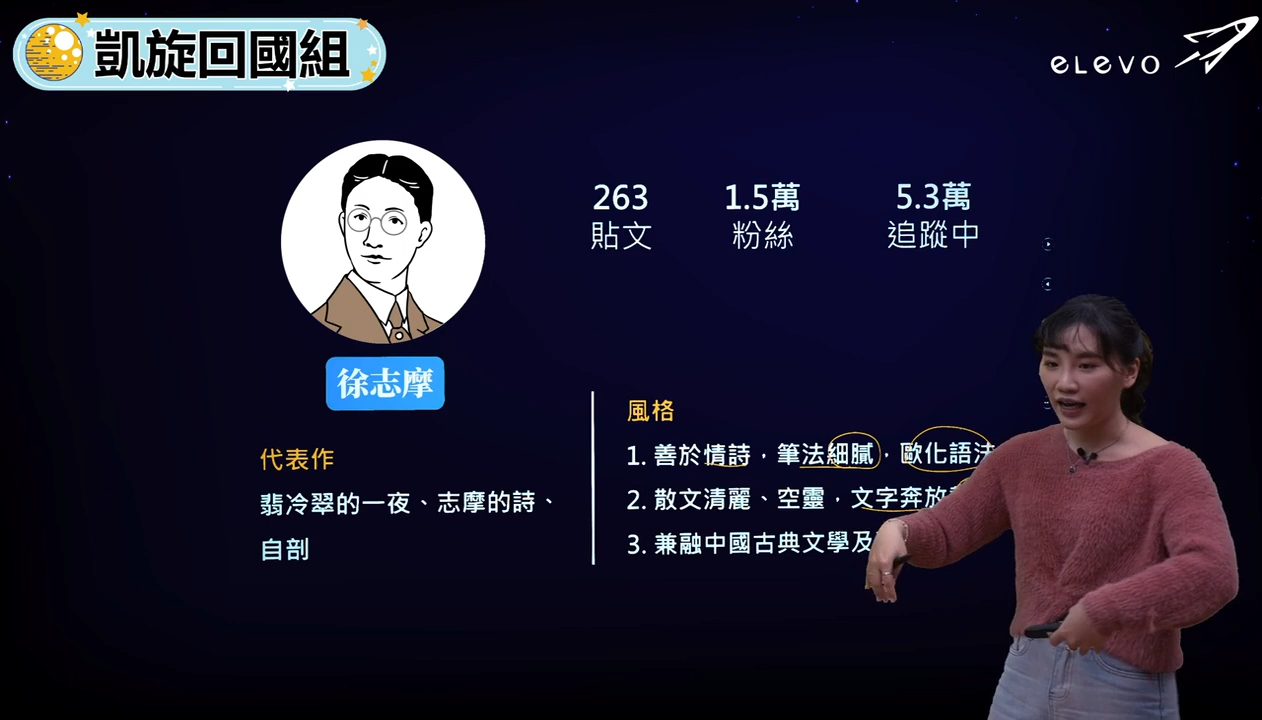 凱旋回國組
eLevo
263
貼文
1.5萬
粉絲
5.3萬
追蹤中
徐志摩
代表作
翡冷翠的一夜、志摩的詩、
自剖
風格
1. 善於情詩，筆法細膩，歐化語法
2. 散文清麗、空靈，文字奔放
3. 兼融中國古典文學及